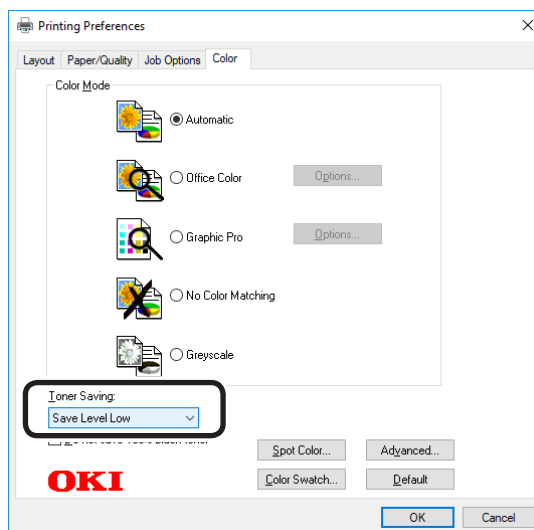 Printing Preferences
Layout Paper/Quality Job Options Color
Color Mode
Automatic
Office Color Options...
Graphic Pro Options...
No Color Matching
Greyscale
Toner Saving:
Save Level Low
Spot Color... Advanced...
OKI Color Swatch... Default
OK Cancel